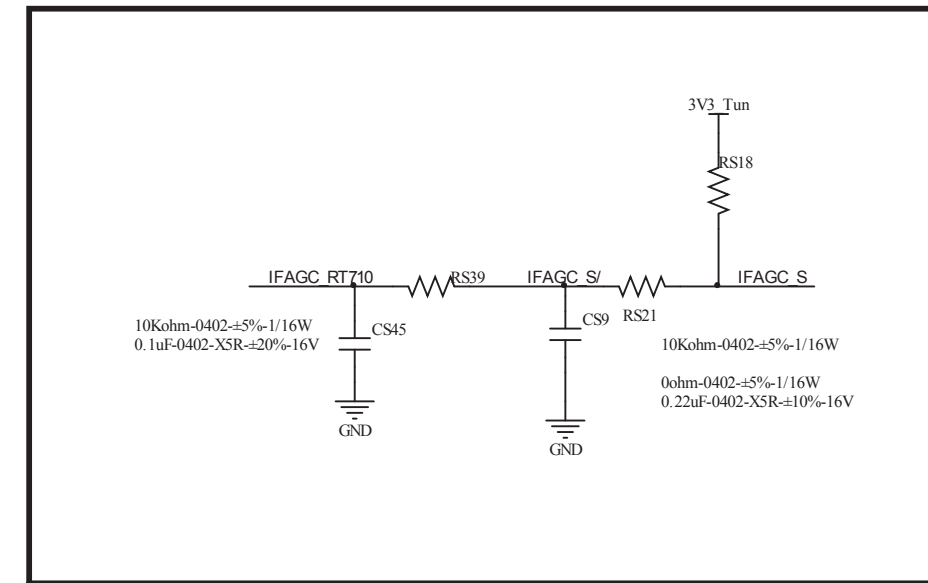 3V3_Tun
RS18
IFAGC_RT710
RS39
IFAGC_S/
IFAGC_S
RS21
CS45
CS9
10Kohm-0402-±5%-1/16W
0.1uF-0402-X5R-±20%-16V
10Kohm-0402-±5%-1/16W
0ohm-0402-±5%-1/16W
0.22uF-0402-X5R-±10%-16V
GND
GND